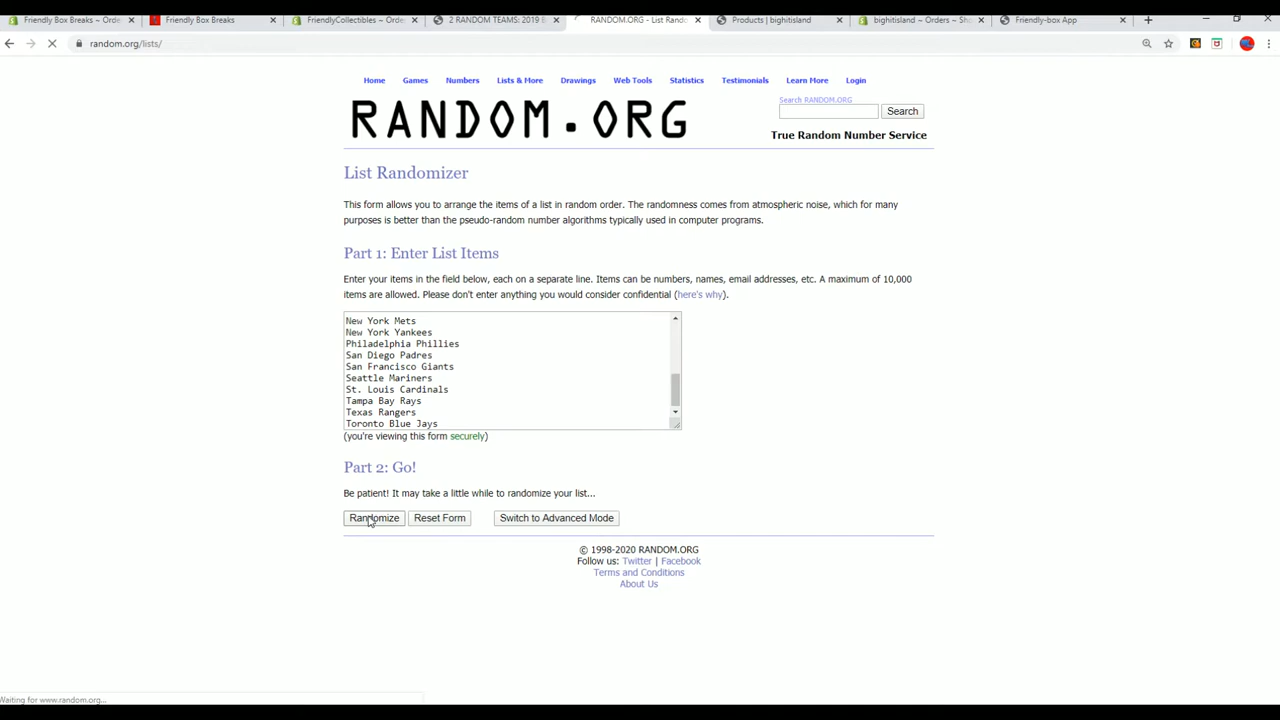 Friendly Box Breaks ~ Orde
Friendly Box Breaks
FriendlyCollectibles ~ Orde
2 RANDOM TEAMS: 2019 B
RANDOM.ORG - List Rando
Products | bighitisland
bighitisland ~ Orders ~ Sho
Friendly-box App
random.org/lists/
Home Games Numbers Lists & More Drawings Web Tools Statistics Testimonials Learn More Login
Search RANDOM.ORG
Search
RANDOM.ORG
True Random Number Service
List Randomizer
This form allows you to arrange the items of a list in random order. The randomness comes from atmospheric noise, which for many
purposes is better than the pseudo-random number algorithms typically used in computer programs.
Part 1: Enter List Items
Enter your items in the field below, each on a separate line. Items can be numbers, names, email addresses, etc. A maximum of 10,000
items are allowed. Please don't enter anything you would consider confidential (here's why).
New York Mets
New York Yankees
Philadelphia Phillies
San Diego Padres
San Francisco Giants
Seattle Mariners
St. Louis Cardinals
Tampa Bay Rays
Texas Rangers
Toronto Blue Jays
(you're viewing this form securely)
Part 2: Go!
Be patient! It may take a little while to randomize your list...
Randomize Reset Form Switch to Advanced Mode
© 1998-2020 RANDOM.ORG
Follow us: Twitter | Facebook
Terms and Conditions
About Us
Waiting for www.random.org...